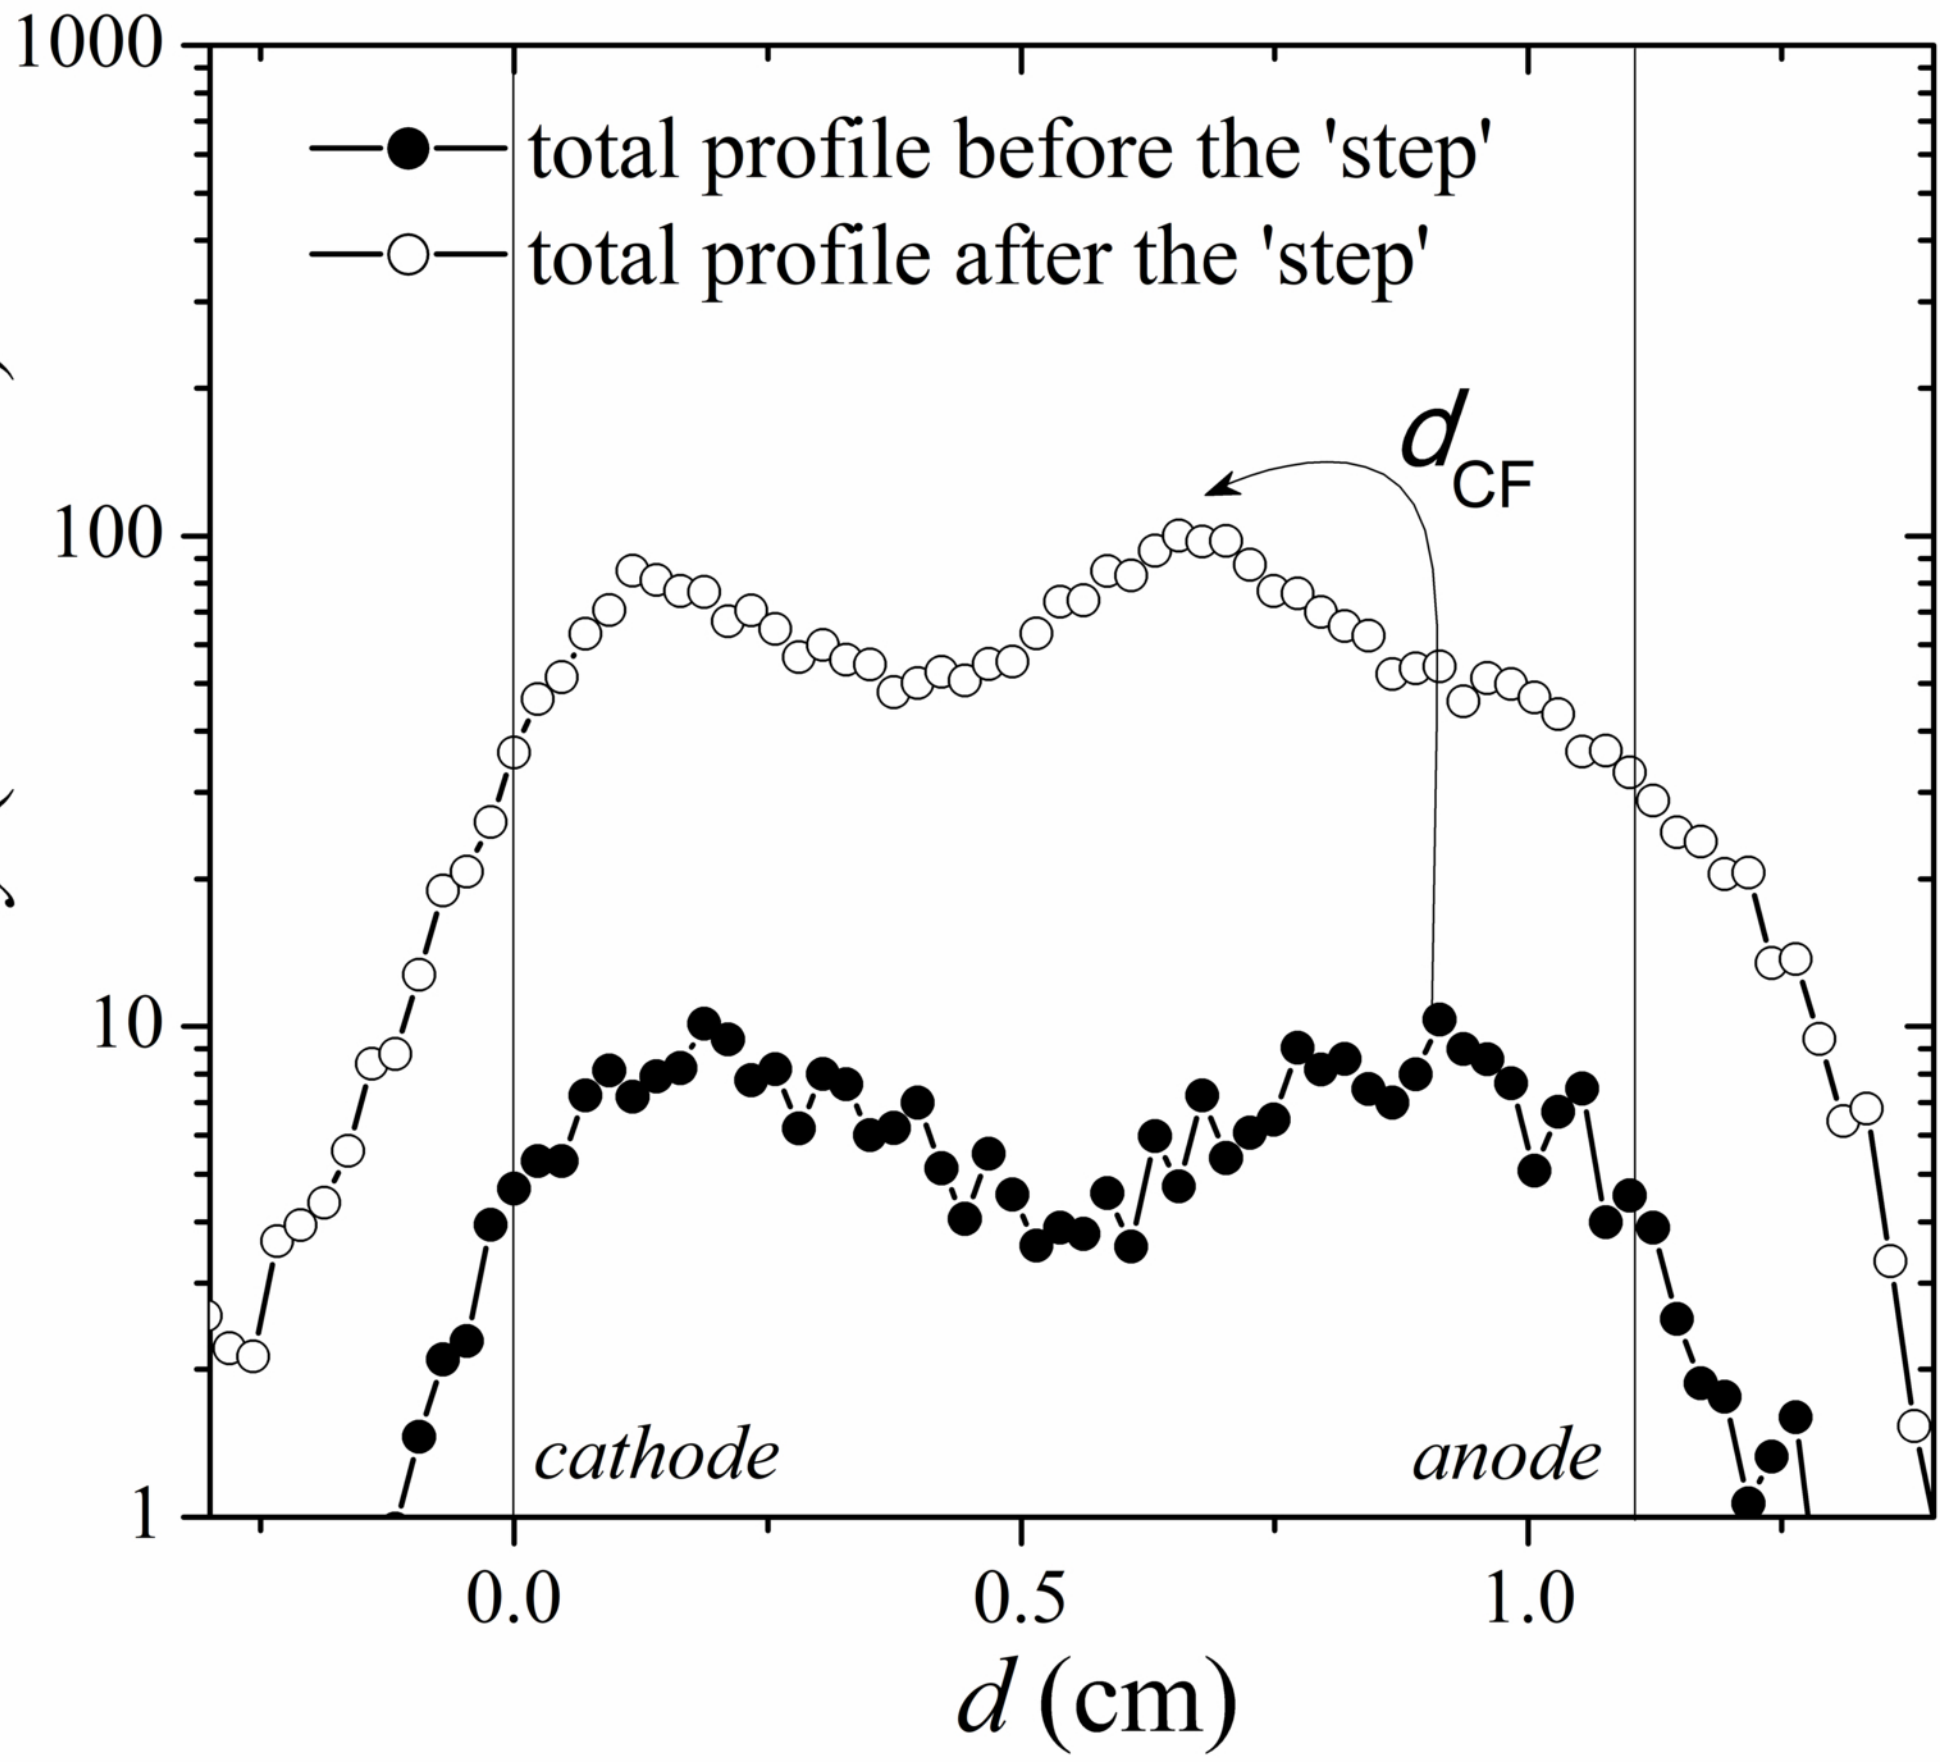 1000
total profile before the 'step'
total profile after the 'step'
d CF
100
10
cathode
anode
1
0.0 0.5 1.0
d (cm)